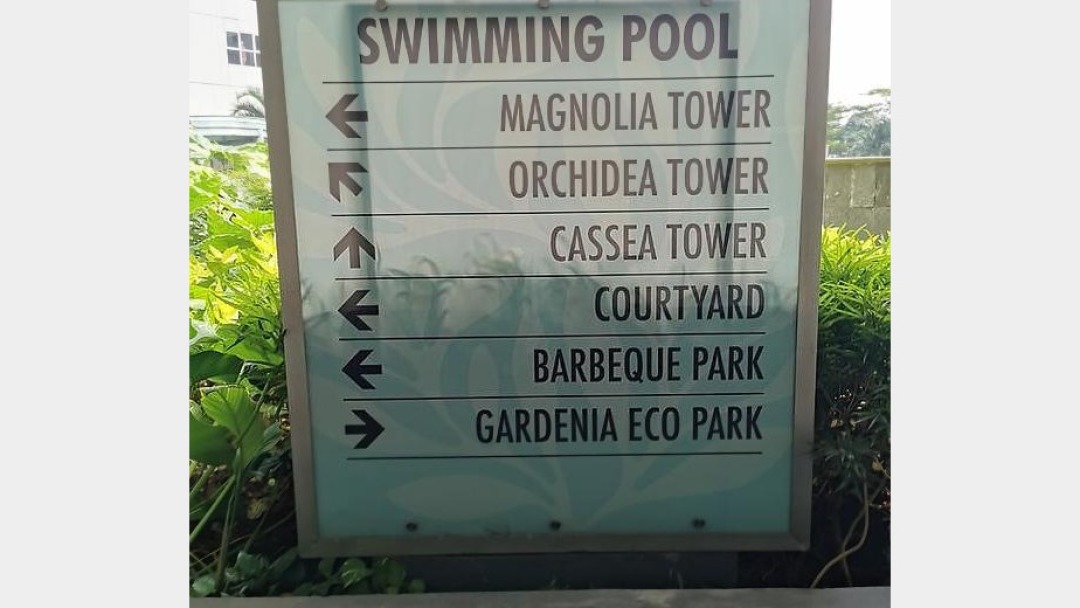 SWIMMING POOL
MAGNOLIA TOWER
ORCHIDEA TOWER
CASSEA TOWER
COURTYARD
BARBEQUE PARK
GARDENIA ECO PARK